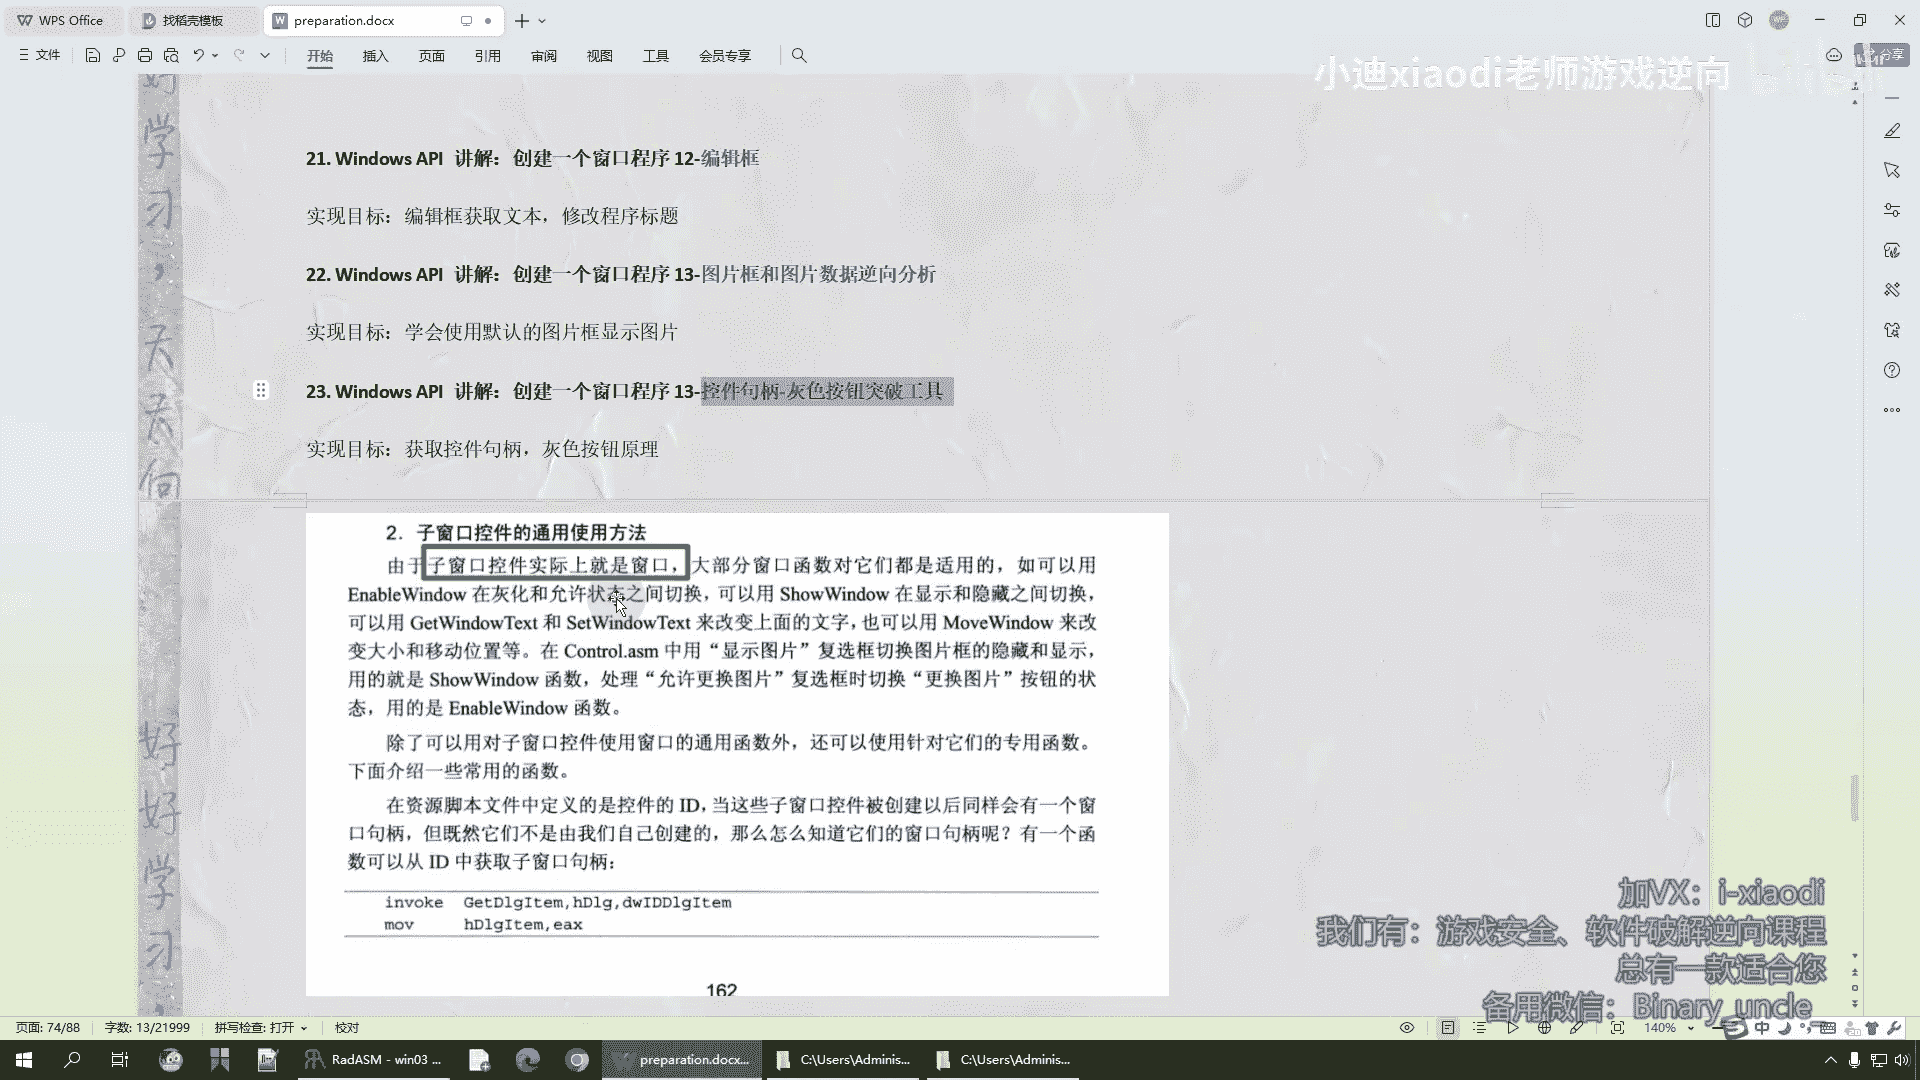 WPS Office
找稻壳模板
preparation.docx
文件
开始
插入
页面
引用
审阅
视图
工具
会员专享
分享
小迪xiaodi老师游戏逆向
21. Windows API 讲解：创建一个窗口程序 12-编辑框
实现目标：编辑框获取文本，修改程序标题
22. Windows API 讲解：创建一个窗口程序 13-图片框和图片数据逆向分析
实现目标：学会使用默认的图片框显示图片
23. Windows API 讲解：创建一个窗口程序 13-控件句柄-灰色按钮突破工具
实现目标：获取控件句柄，灰色按钮原理
2. 子窗口控件的通用使用方法
由于子窗口控件实际上就是窗口，大部分窗口函数对它们都是适用的，如可以用
EnableWindow 在灰化和允许状态之间切换，可以用 ShowWindow 在显示和隐藏之间切换，
可以用 GetWindowText 和 SetWindowText 来改变上面的文字，也可以用 MoveWindow 来改
变大小和移动位置等。在 Control.asm 中用“显示图片”复选框切换图片框的隐藏和显示，
用的就是 ShowWindow 函数，处理“允许更换图片”复选框时切换“更换图片”按钮的状
态，用的是 EnableWindow 函数。
除了可以用对子窗口控件使用窗口的通用函数外，还可以使用针对它们的专用函数。
下面介绍一些常用的函数。
在资源脚本文件中定义的是控件的 ID，当这些子窗口控件被创建以后同样会有一个窗
口句柄，但既然它们不是由我们自己创建的，那么怎么知道它们的窗口句柄呢？有一个函
数可以从 ID 中获取子窗口句柄：
invoke GetDlgItem,hDlg,dwIDDlgItem
mov hDlgItem,eax
162
好
学
习
，
天
天
向
好
好
学
习
加VX：i-xiaodi
我们有：游戏安全、软件破解逆向课程
总有一款适合您
备用微信：Binary_uncle
页面: 74/88
字数: 13/21999
拼写检查: 打开
校对
140%
中
RadASM - win03 ...
preparation.docx...
C:\Users\Adminis...
C:\Users\Adminis...